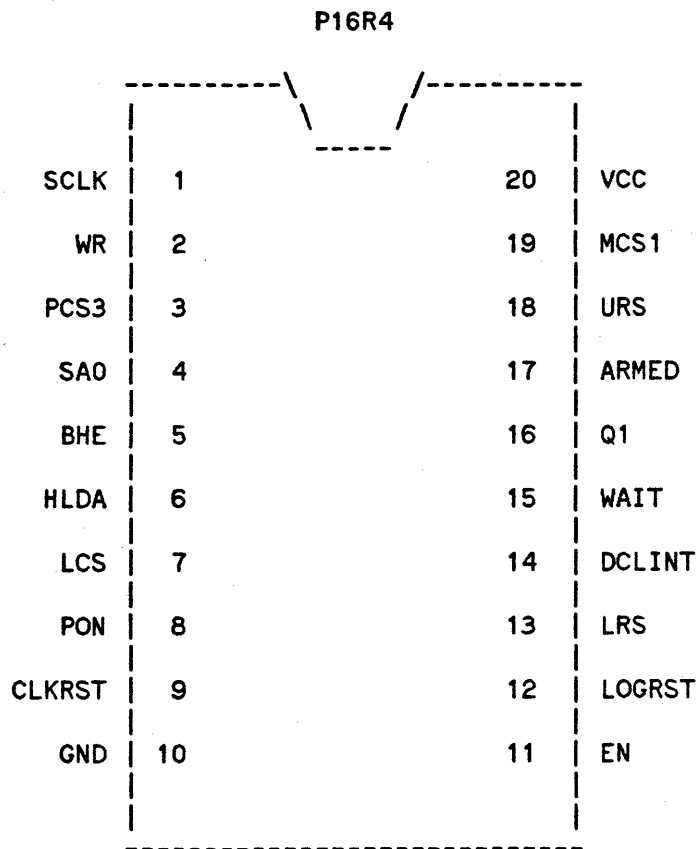 P16R4
SCLK 1 20 VCC
WR 2 19 MCS1
PCS3 3 18 URS
SA0 4 17 ARMED
BHE 5 16 Q1
HLDA 6 15 WAIT
LCS 7 14 DCLINT
PON 8 13 LRS
CLKRST 9 12 LOGRST
GND 10 11 EN